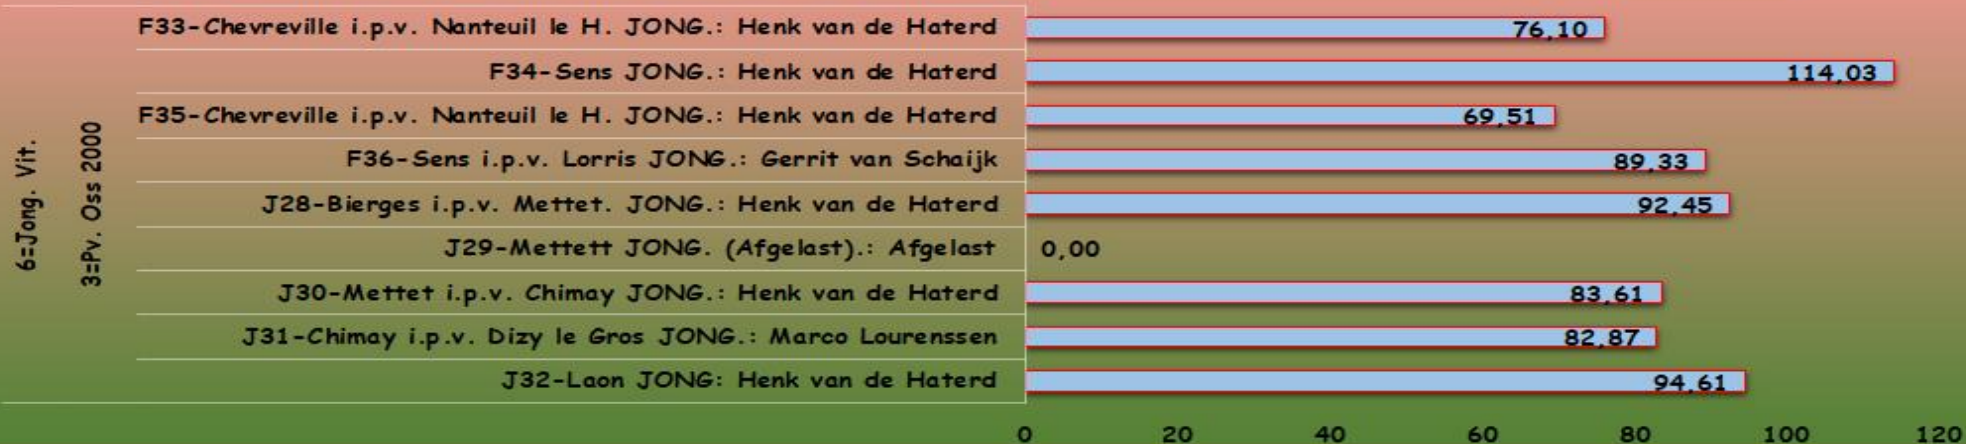 6=Jong. Vit.
3=Pv. Oss 2000
F33-Chevreville i.p.v. Nanteuil le H. JONG.: Henk van de Haterd 76,10
F34-Sens JONG.: Henk van de Haterd 114,03
F35-Chevreville i.p.v. Nanteuil le H. JONG.: Henk van de Haterd 69,51
F36-Sens i.p.v. Lorris JONG.: Gerrit van Schaijk 89,33
J28-Bierges i.p.v. Mettet. JONG.: Henk van de Haterd 92,45
J29-Mettett JONG. (Afgelast).: Afgelast 0,00
J30-Mettet i.p.v. Chimay JONG.: Henk van de Haterd 83,61
J31-Chimay i.p.v. Dizy le Gros JONG.: Marco Lourenssen 82,87
J32-Laon JONG: Henk van de Haterd 94,61
0 20 40 60 80 100 120